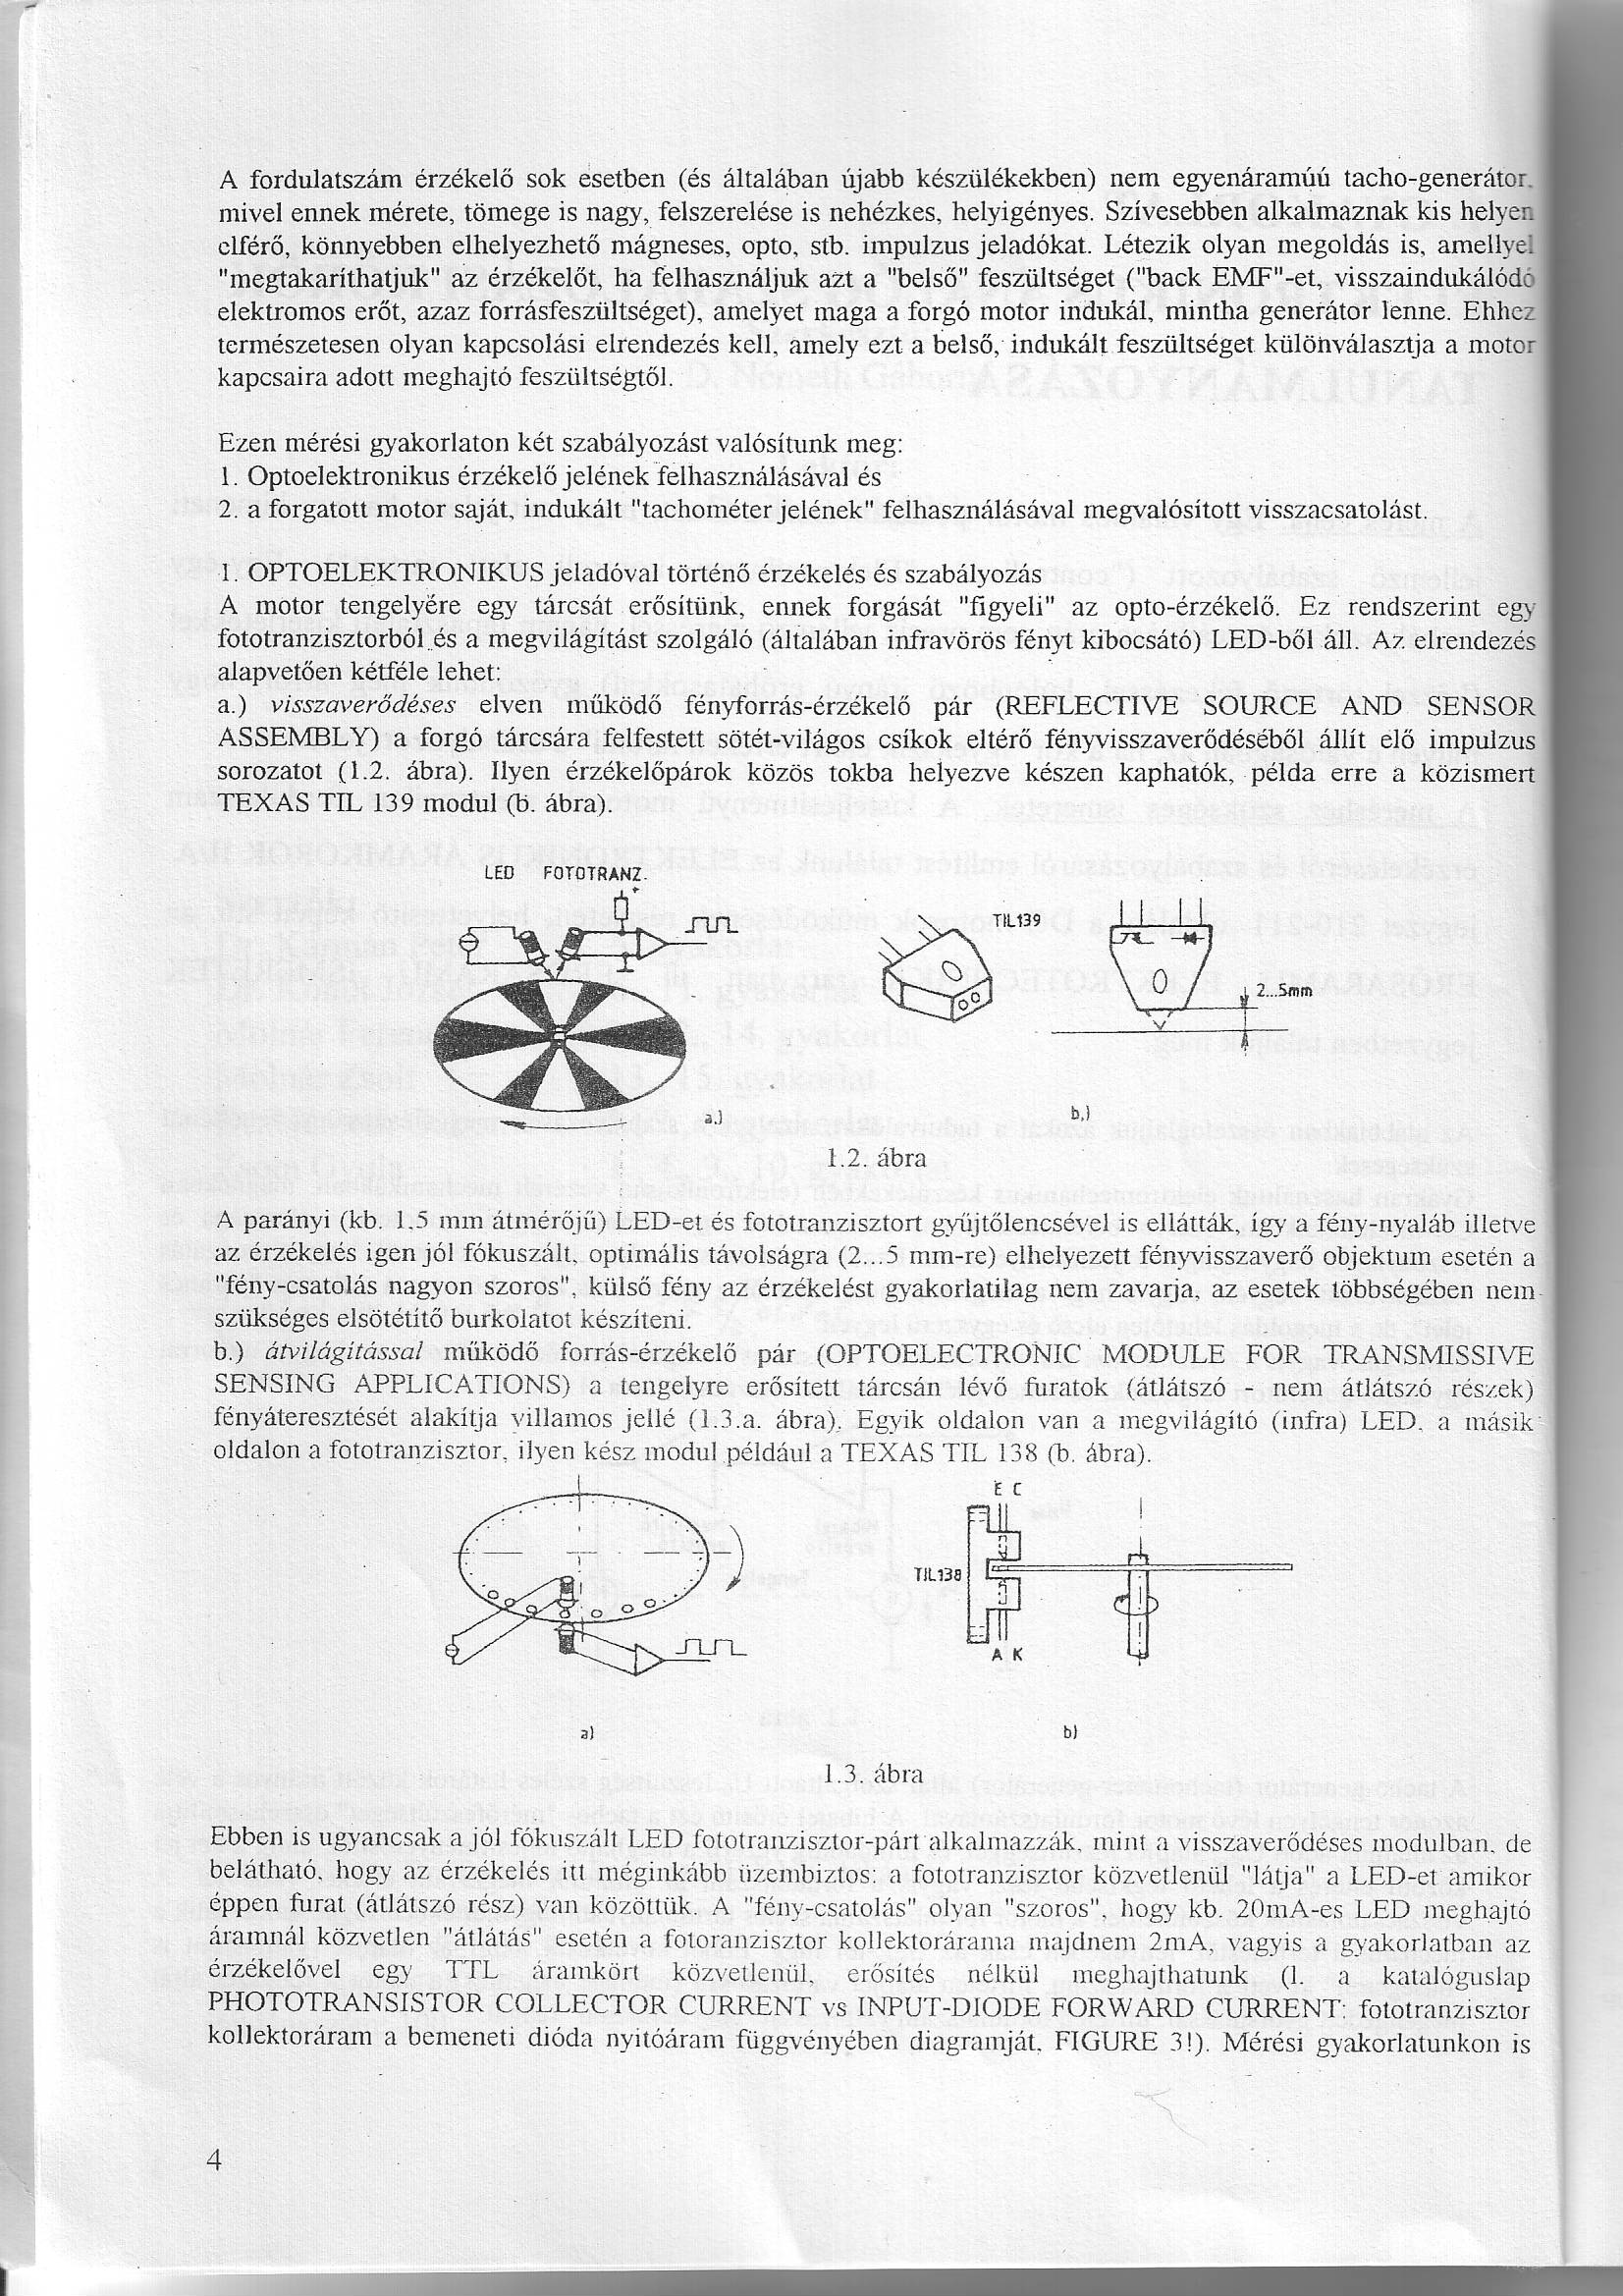 A fordulatszám érzékelő sok esetben (és általában újabb készülékekben) nem egyenáramúú tacho-generátor,
mivel ennek mérete, tömege is nagy, felszerelése is nehézkes, helyigényes. Szívesebben alkalmaznak kis helyen
elférő, könnyebben elhelyezhető mágneses, opto, stb. impulzus jeladókat. Létezik olyan megoldás is, amellyel
"megtakaríthatjuk" az érzékelőt, ha felhasználjuk azt a "belső" feszültséget ("back EMF"-et, visszaindukálódó
elektromos erőt, azaz forrásfeszültséget), amelyet maga a forgó motor indukál, mintha generátor lenne. Ehhez
természetesen olyan kapcsolási elrendezés kell, amely ezt a belső, indukált feszültséget különválasztja a motor
kapcsaira adott meghajtó feszültségtől.
Ezen mérési gyakorlaton két szabályozást valósítunk meg:
1. Optoelektronikus érzékelő jelének felhasználásával és
2. a forgatott motor saját, indukált "tachométer jelének" felhasználásával megvalósított visszacsatolást.
1. OPTOELEKTRONIKUS jeladóval történő érzékelés és szabályozás
A motor tengelyére egy tárcsát erősítünk, ennek forgását "figyeli" az opto-érzékelő. Ez rendszerint egy
fototranzisztorból és a megvilágítást szolgáló (általában infravörös fényt kibocsátó) LED-ből áll. Az elrendezés
alapvetően kétféle lehet:
a.) visszaverődéses elven működő fényforrás-érzékelő pár (REFLECTIVE SOURCE AND SENSOR
ASSEMBLY) a forgó tárcsára felfestett sötét-világos csíkok eltérő fényvisszaverődéséből állít elő impulzus
sorozatot (1.2. ábra). Ilyen érzékelőpárok közös tokba helyezve készen kaphatók, példa erre a közismert
TEXAS TIL 139 modul (b. ábra).
LED FOTOTRANZ.
+
TIL139
2...5mm
a.)
b.)
1.2. ábra
A parányi (kb. 1.5 mm átmérőjű) LED-et és fototranzisztort gyűjtőlencsével is ellátták, így a fény-nyaláb illetve
az érzékelés igen jól fókuszált, optimális távolságra (2...5 mm-re) elhelyezett fényvisszaverő objektum esetén a
"fény-csatolás nagyon szoros", külső fény az érzékelést gyakorlatilag nem zavarja, az esetek többségében nem
szükséges elsötétítő burkolatot készíteni.
b.) átvilágítással működő forrás-érzékelő pár (OPTOELECTRONIC MODULE FOR TRANSMISSIVE
SENSING APPLICATIONS) a tengelyre erősített tárcsán lévő furatok (átlátszó - nem átlátszó részek)
fényáteresztését alakítja villamos jellé (1.3.a. ábra). Egyik oldalon van a megvilágító (infra) LED, a másik
oldalon a fototranzisztor, ilyen kész modul például a TEXAS TIL 138 (b. ábra).
E C
TIL138
A K
a)
b)
1.3. ábra
Ebben is ugyancsak a jól fókuszált LED fototranzisztor-párt alkalmazzák, mint a visszaverődéses modulban, de
belátható, hogy az érzékelés itt méginkább üzembiztos: a fototranzisztor közvetlenül "látja" a LED-et amikor
éppen furat (átlátszó rész) van közöttük. A "fény-csatolás" olyan "szoros", hogy kb. 20mA-es LED meghajtó
áramnál közvetlen "átlátás" esetén a fotoranzisztor kollektorárama majdnem 2mA, vagyis a gyakorlatban az
érzékelővel egy TTL áramkört közvetlenül, erősítés nélkül meghajthatunk (l. a katalóguslap
PHOTOTRANSISTOR COLLECTOR CURRENT vs INPUT-DIODE FORWARD CURRENT: fototranzisztor
kollektoráram a bemeneti dióda nyitóáram függvényében diagramját, FIGURE 3!). Mérési gyakorlatunkon is
4